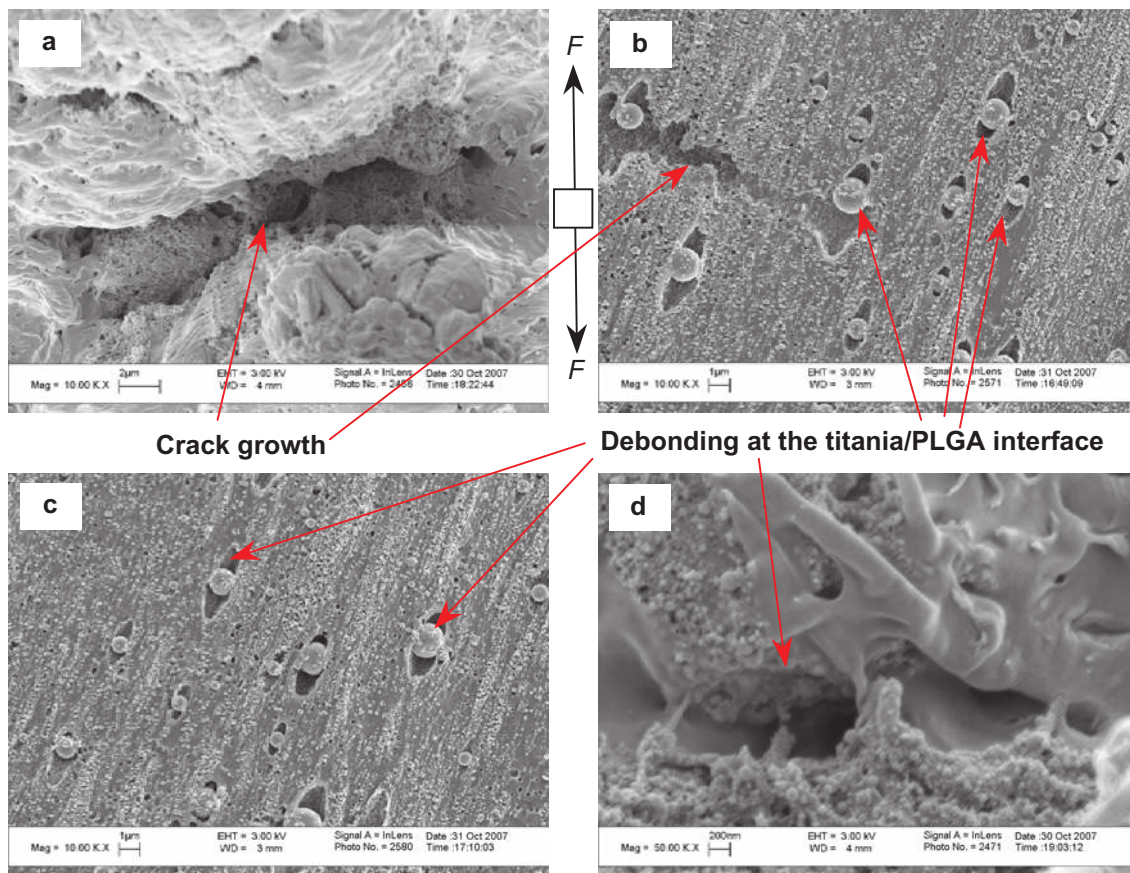 a
F
F
b
2µm
Mag = 10.00 K X
EHT = 3.00 kV
WD = 4 mm
Signal A = InLens
Photo No. = 2456
Date :30 Oct 2007
Time :18:22:44
1µm
Mag = 10.00 K X
EHT = 3.00 kV
WD = 3 mm
Signal A = InLens
Photo No. = 2571
Date :31 Oct 2007
Time :16:49:09
Crack growth
Debonding at the titania/PLGA interface
c
d
1µm
Mag = 10.00 K X
EHT = 3.00 kV
WD = 3 mm
Signal A = InLens
Photo No. = 2580
Date :31 Oct 2007
Time :17:10:03
200nm
Mag = 50.00 K X
EHT = 3.00 kV
WD = 4 mm
Signal A = InLens
Photo No. = 2471
Date :30 Oct 2007
Time :19:03:12